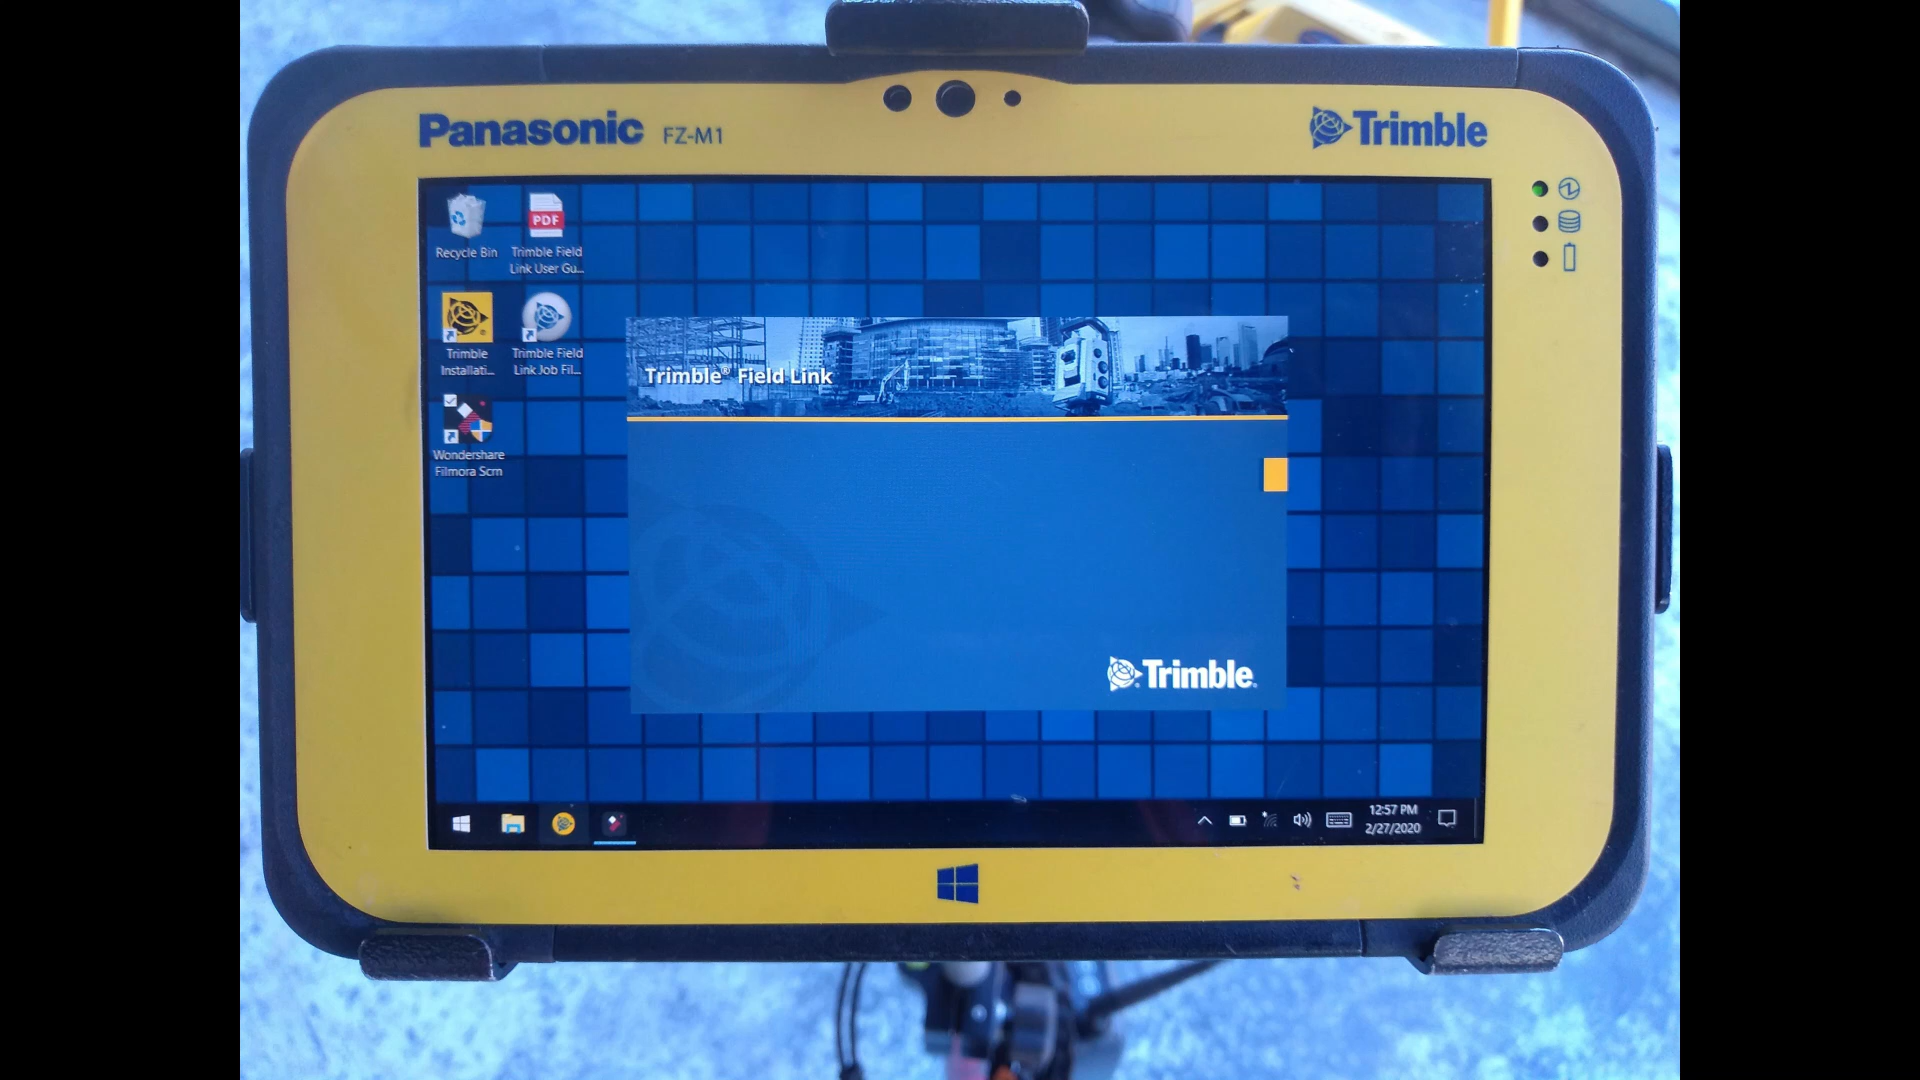 Panasonic FZ-M1
Trimble
Recycle Bin
PDF
Trimble Field
Link User Gu...
Trimble
Installati...
Trimble Field
Link Job Fil...
Wondershare
Filmora Scrn
Trimble® Field Link
Trimble
12:57 PM
2/27/2020